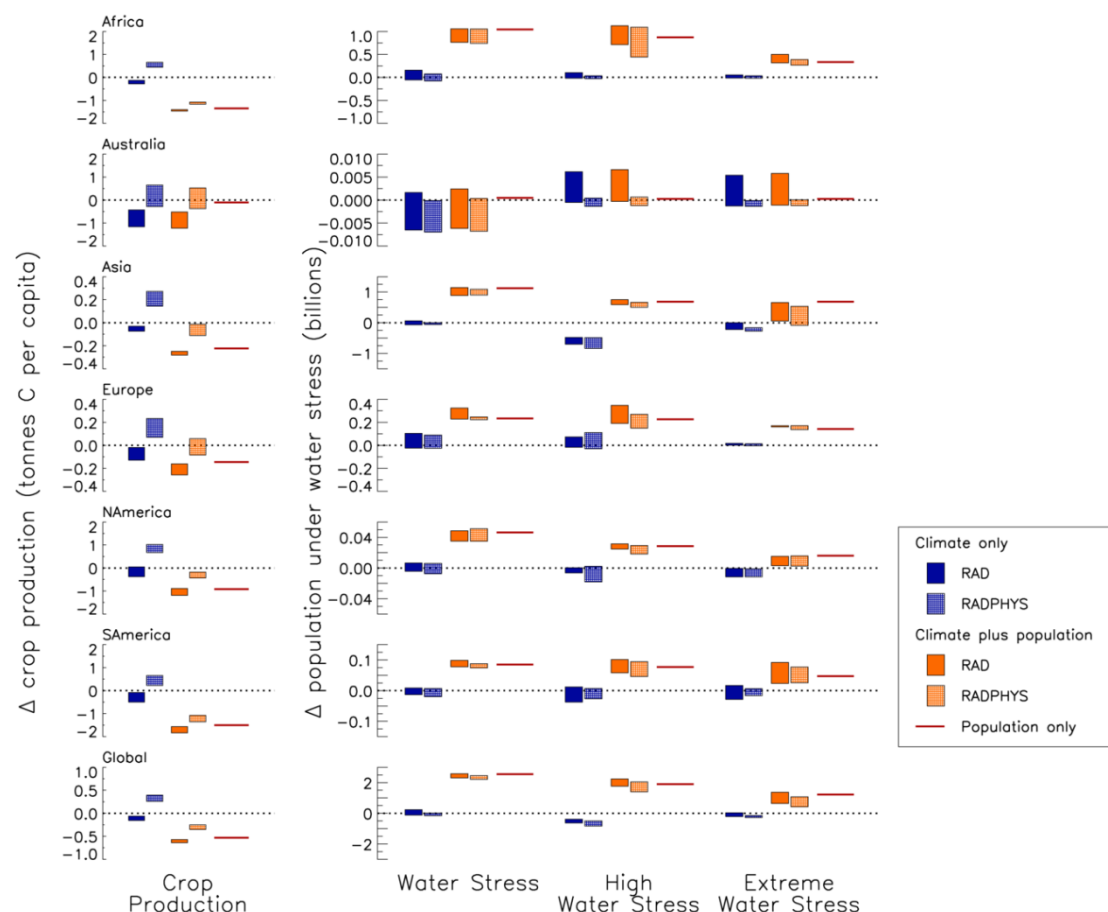 Africa
2
1
0
−1
−2
1.0
0.5
0.0
−0.5
−1.0
Australia
2
1
0
−1
−2
0.010
0.005
0.000
−0.005
−0.010
Asia
0.4
0.2
0.0
−0.2
−0.4
1
0
−1
Europe
0.4
0.2
0.0
−0.2
−0.4
0.4
0.2
0.0
−0.2
−0.4
NAmerica
2
1
0
−1
−2
0.04
0.00
−0.04
SAmerica
2
1
0
−1
−2
0.1
0.0
−0.1
Global
1.0
0.5
0.0
−0.5
−1.0
2
0
−2
Δ crop production (tonnes C per capita)
Δ population under water stress (billions)
Crop
Production
Water Stress
High
Water Stress
Extreme
Water Stress
Climate only
RAD
RADPHYS
Climate plus population
RAD
RADPHYS
Population only